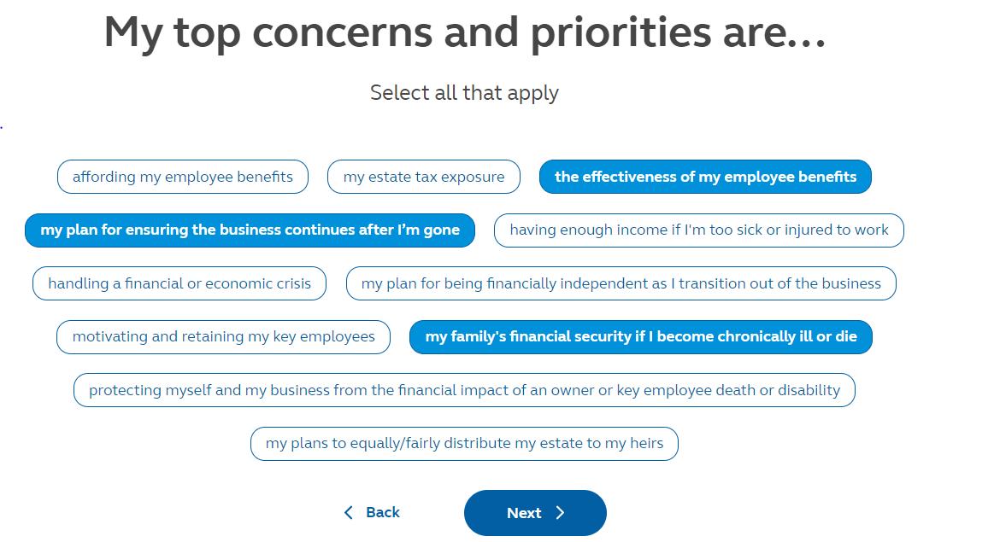 My top concerns and priorities are...
Select all that apply
affording my employee benefits
my estate tax exposure
the effectiveness of my employee benefits
my plan for ensuring the business continues after I’m gone
having enough income if I'm too sick or injured to work
handling a financial or economic crisis
my plan for being financially independent as I transition out of the business
motivating and retaining my key employees
my family's financial security if I become chronically ill or die
protecting myself and my business from the financial impact of an owner or key employee death or disability
my plans to equally/fairly distribute my estate to my heirs
Back
Next